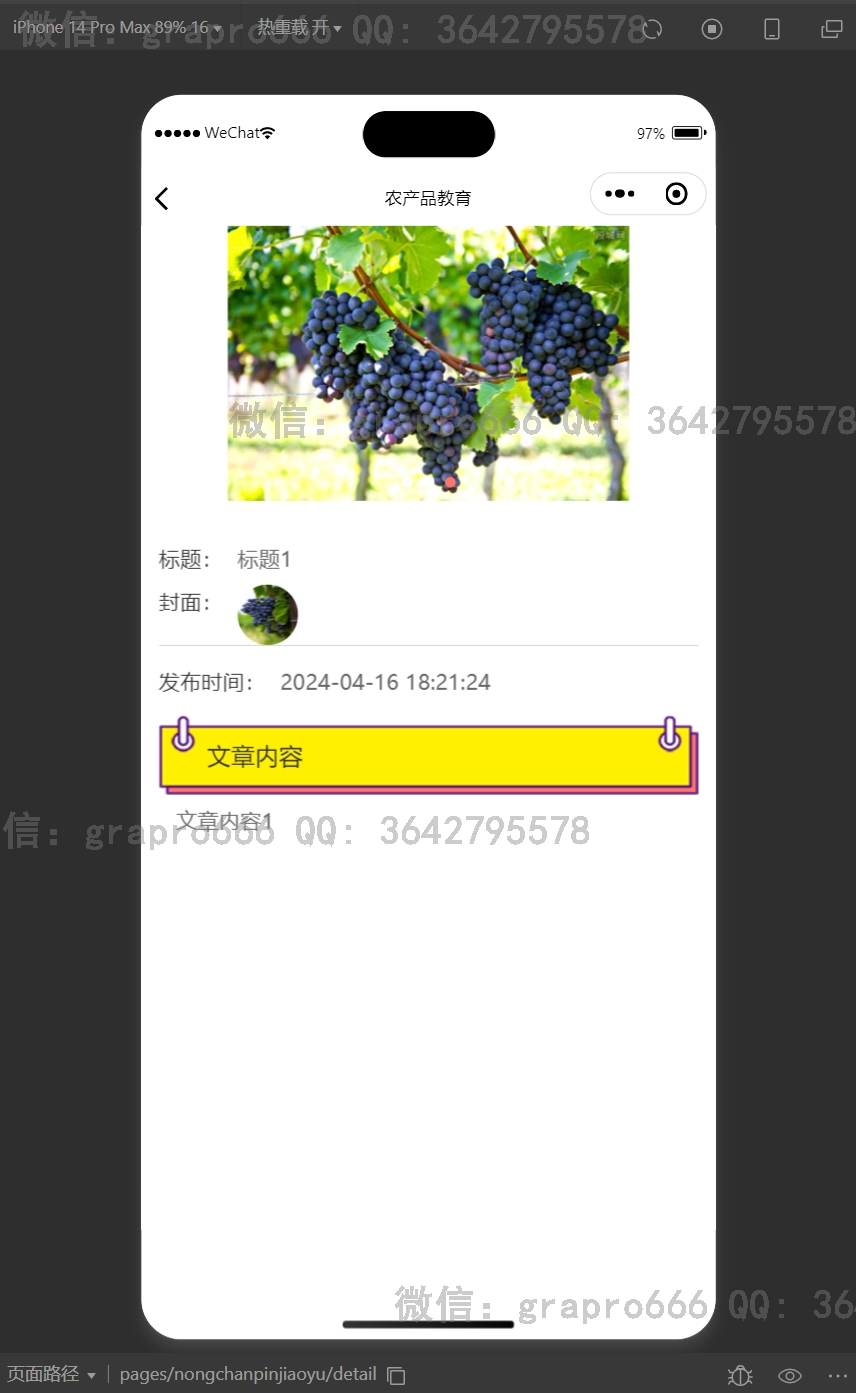 iPhone 14 Pro Max 89% 16 热重载 开
微信: grapro666 QQ: 3642795578
WeChat 97%
农产品教育
微信: grapro666 QQ: 3642795578
标题: 标题1
封面:
发布时间: 2024-04-16 18:21:24
文章内容
文章内容1
信: grapro666 QQ: 3642795578
微信: grapro666 QQ: 364
页面路径 pages/nongchanpinjiaoyu/detail